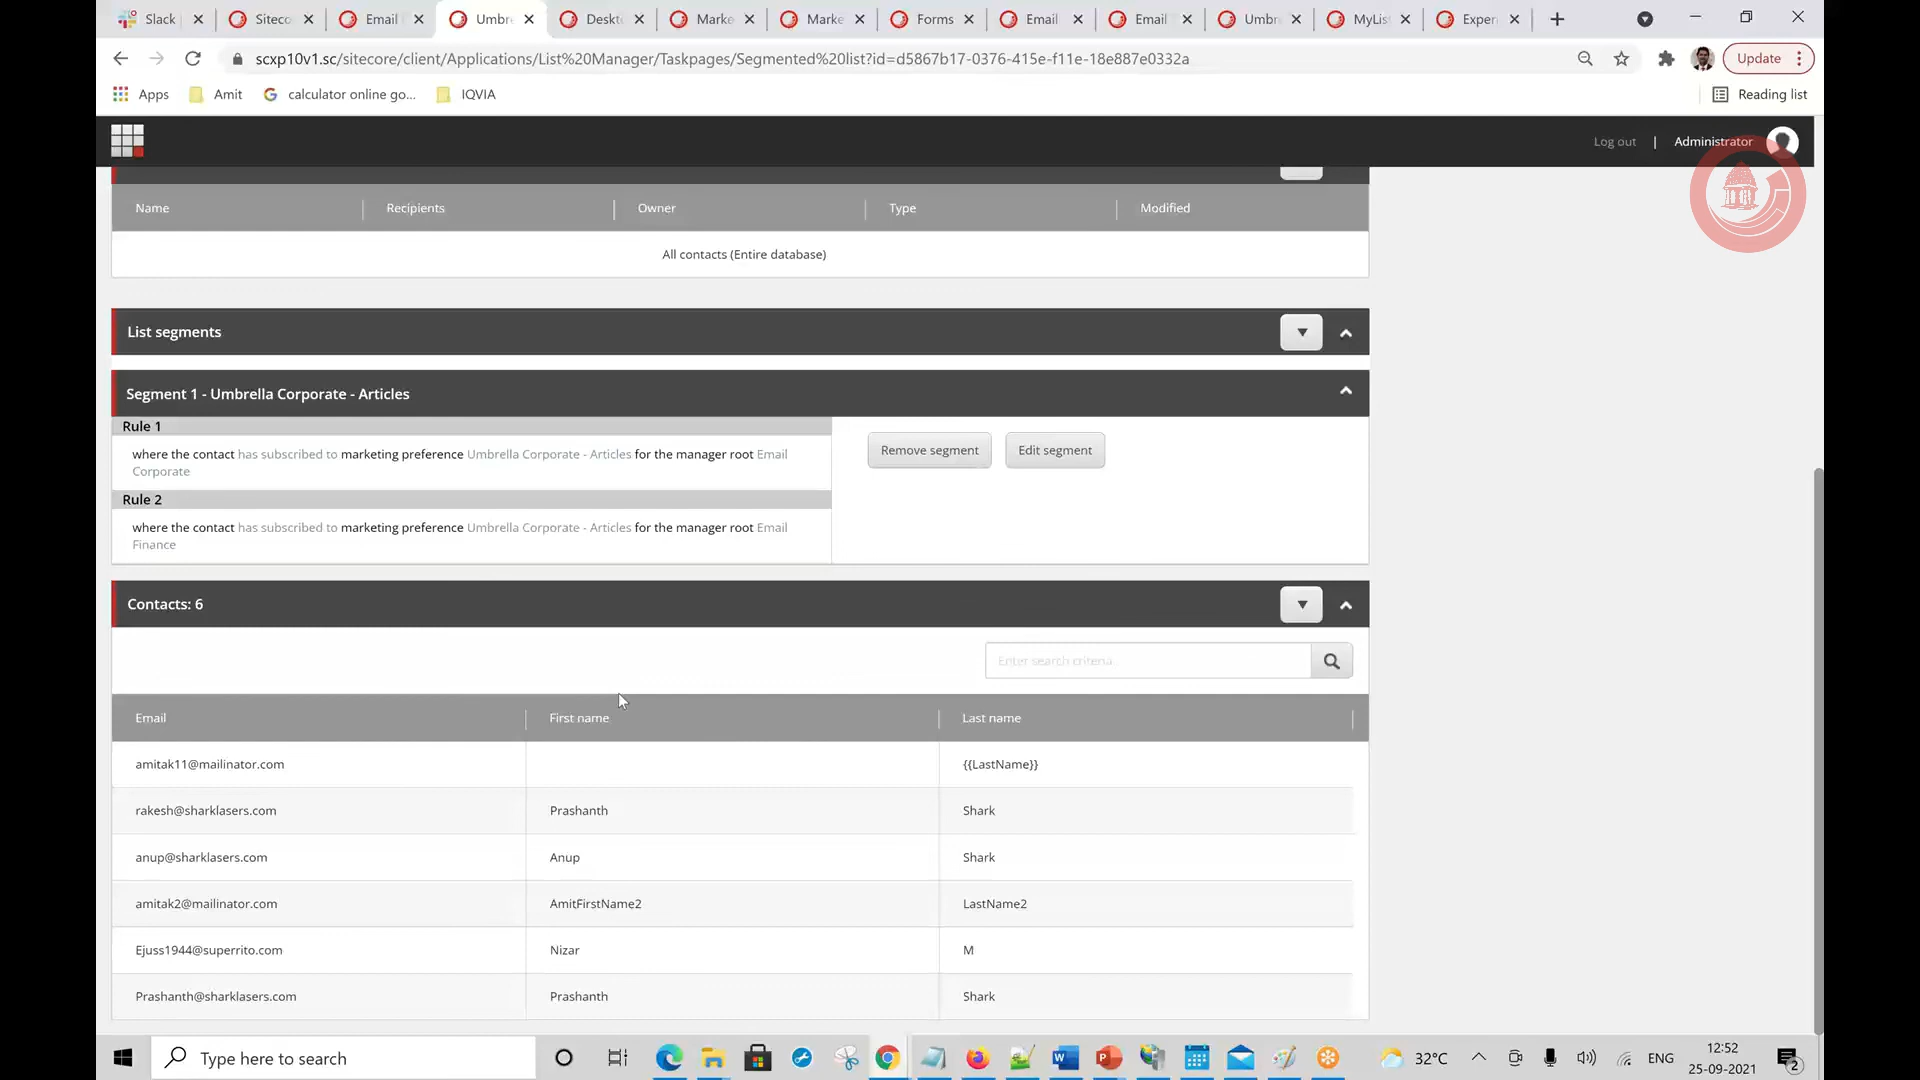 Slack
Siteco
Email
Umbr
Deskt
Marke
Marke
Forms
Email
Email
Umbr
MyLis
Exper
scxp10v1.sc/sitecore/client/Applications/List%20Manager/Taskpages/Segmented%20list?id=d5867b17-0376-415e-f11e-18e887e0332a
Update
Apps
Amit
calculator online go...
IQVIA
Reading list
Log out | Administrator
Name Recipients Owner Type Modified
All contacts (Entire database)
List segments
Segment 1 - Umbrella Corporate - Articles
Rule 1
where the contact has subscribed to marketing preference Umbrella Corporate - Articles for the manager root Email
Corporate
Remove segment
Edit segment
Rule 2
where the contact has subscribed to marketing preference Umbrella Corporate - Articles for the manager root Email
Finance
Contacts: 6
Enter search criteria
Email First name Last name
amitak11@mailinator.com {{LastName}}
rakesh@sharklasers.com Prashanth Shark
anup@sharklasers.com Anup Shark
amitak2@mailinator.com AmitFirstName2 LastName2
Ejuss1944@superrito.com Nizar M
Prashanth@sharklasers.com Prashanth Shark
Type here to search
32°C
ENG
12:52
25-09-2021
2